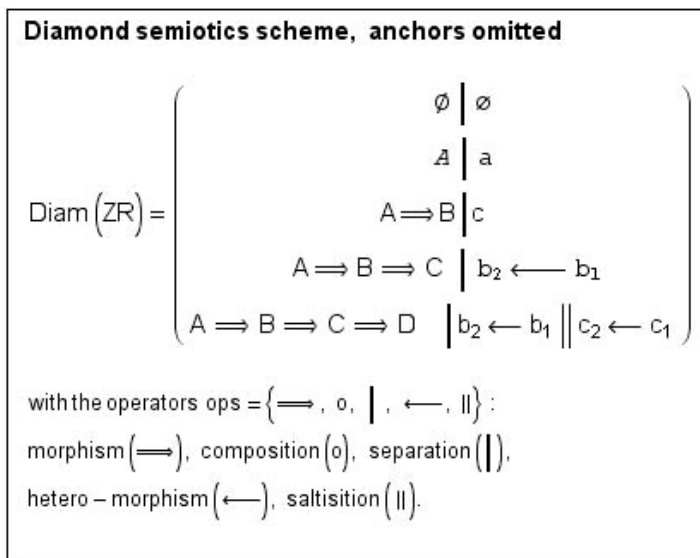 Diamond semiotics scheme, anchors omitted
∅ | ∅
A | a
Diam (ZR) = ( A ⟹ B | c )
A ⟹ B ⟹ C | b₂ ⟵ b₁
A ⟹ B ⟹ C ⟹ D | b₂ ← b₁ || c₂ ← c₁
with the operators ops = {⟹, o, |, ⟵, ||} :
morphism (⟹), composition (o), separation (|),
hetero – morphism (⟵), saltisition (||).